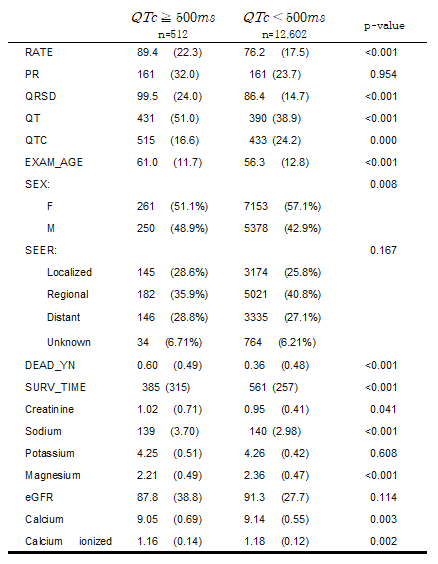 QTc ≧ 500ms QTc < 500ms p-value
n=512 n=12,602
RATE 89.4 (22.3) 76.2 (17.5) <0.001
PR 161 (32.0) 161 (23.7) 0.954
QRSD 99.5 (24.0) 86.4 (14.7) <0.001
QT 431 (51.0) 390 (38.9) <0.001
QTC 515 (16.6) 433 (24.2) 0.000
EXAM_AGE 61.0 (11.7) 56.3 (12.8) <0.001
SEX: 0.008
F 261 (51.1%) 7153 (57.1%)
M 250 (48.9%) 5378 (42.9%)
SEER: 0.167
Localized 145 (28.6%) 3174 (25.8%)
Regional 182 (35.9%) 5021 (40.8%)
Distant 146 (28.8%) 3335 (27.1%)
Unknown 34 (6.71%) 764 (6.21%)
DEAD_YN 0.60 (0.49) 0.36 (0.48) <0.001
SURV_TIME 385 (315) 561 (257) <0.001
Creatinine 1.02 (0.71) 0.95 (0.41) 0.041
Sodium 139 (3.70) 140 (2.98) <0.001
Potassium 4.25 (0.51) 4.26 (0.42) 0.608
Magnesium 2.21 (0.49) 2.36 (0.47) <0.001
eGFR 87.8 (38.8) 91.3 (27.7) 0.114
Calcium 9.05 (0.69) 9.14 (0.55) 0.003
Calcium ionized 1.16 (0.14) 1.18 (0.12) 0.002